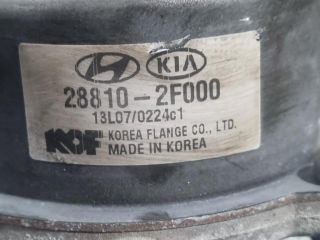 KIA
28810-2F000
13L07/0224c1
KOF KOREA FLANGE CO., LTD.
MADE IN KOREA